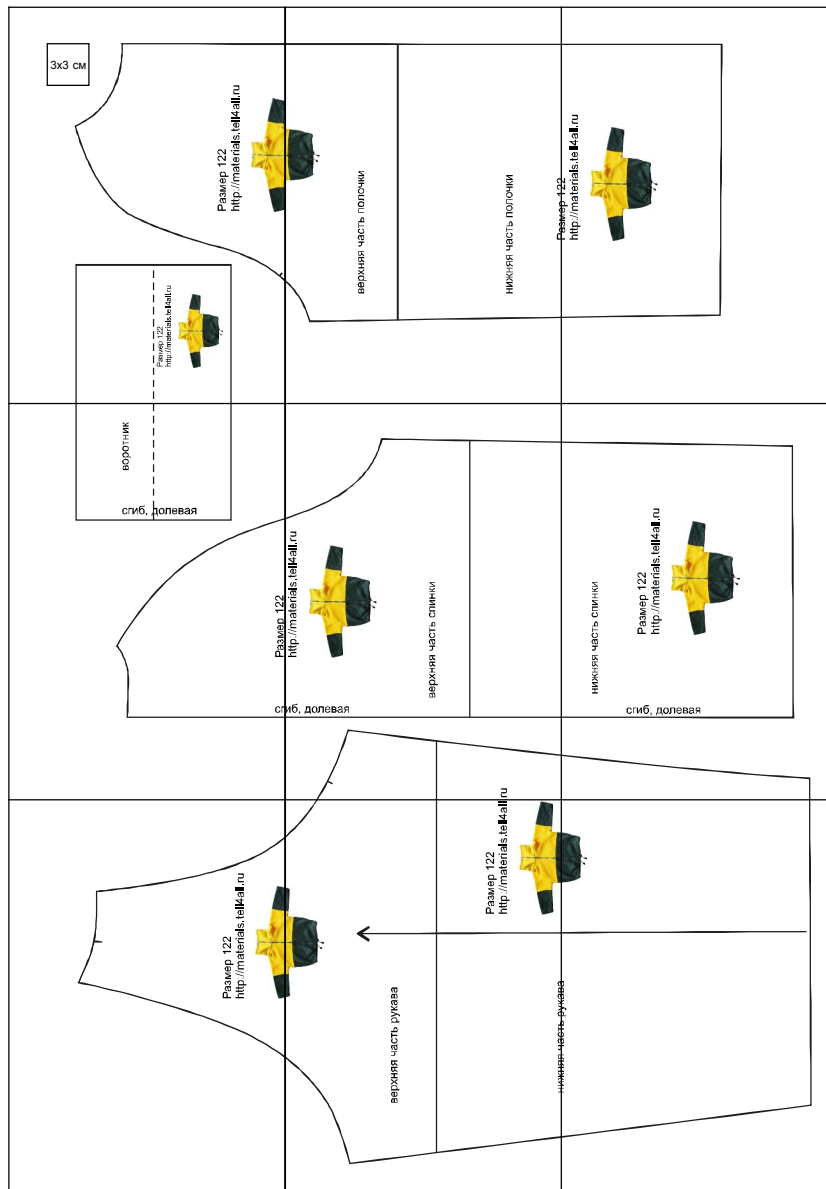 3x3 см
Размер 122
http://materials.tell4all.ru
верхняя часть полочки
Размер 122
http://materials.tell4all.ru
нижняя часть полочки
Размер 122
http://materials.tell4all.ru
воротник
сгиб, долевая
Размер 122
http://materials.tell4all.ru
верхняя часть спинки
сгиб, долевая
Размер 122
http://materials.tell4all.ru
нижняя часть спинки
сгиб, долевая
Размер 122
http://materials.tell4all.ru
верхняя часть рукава
Размер 122
http://materials.tell4all.ru
нижняя часть рукава